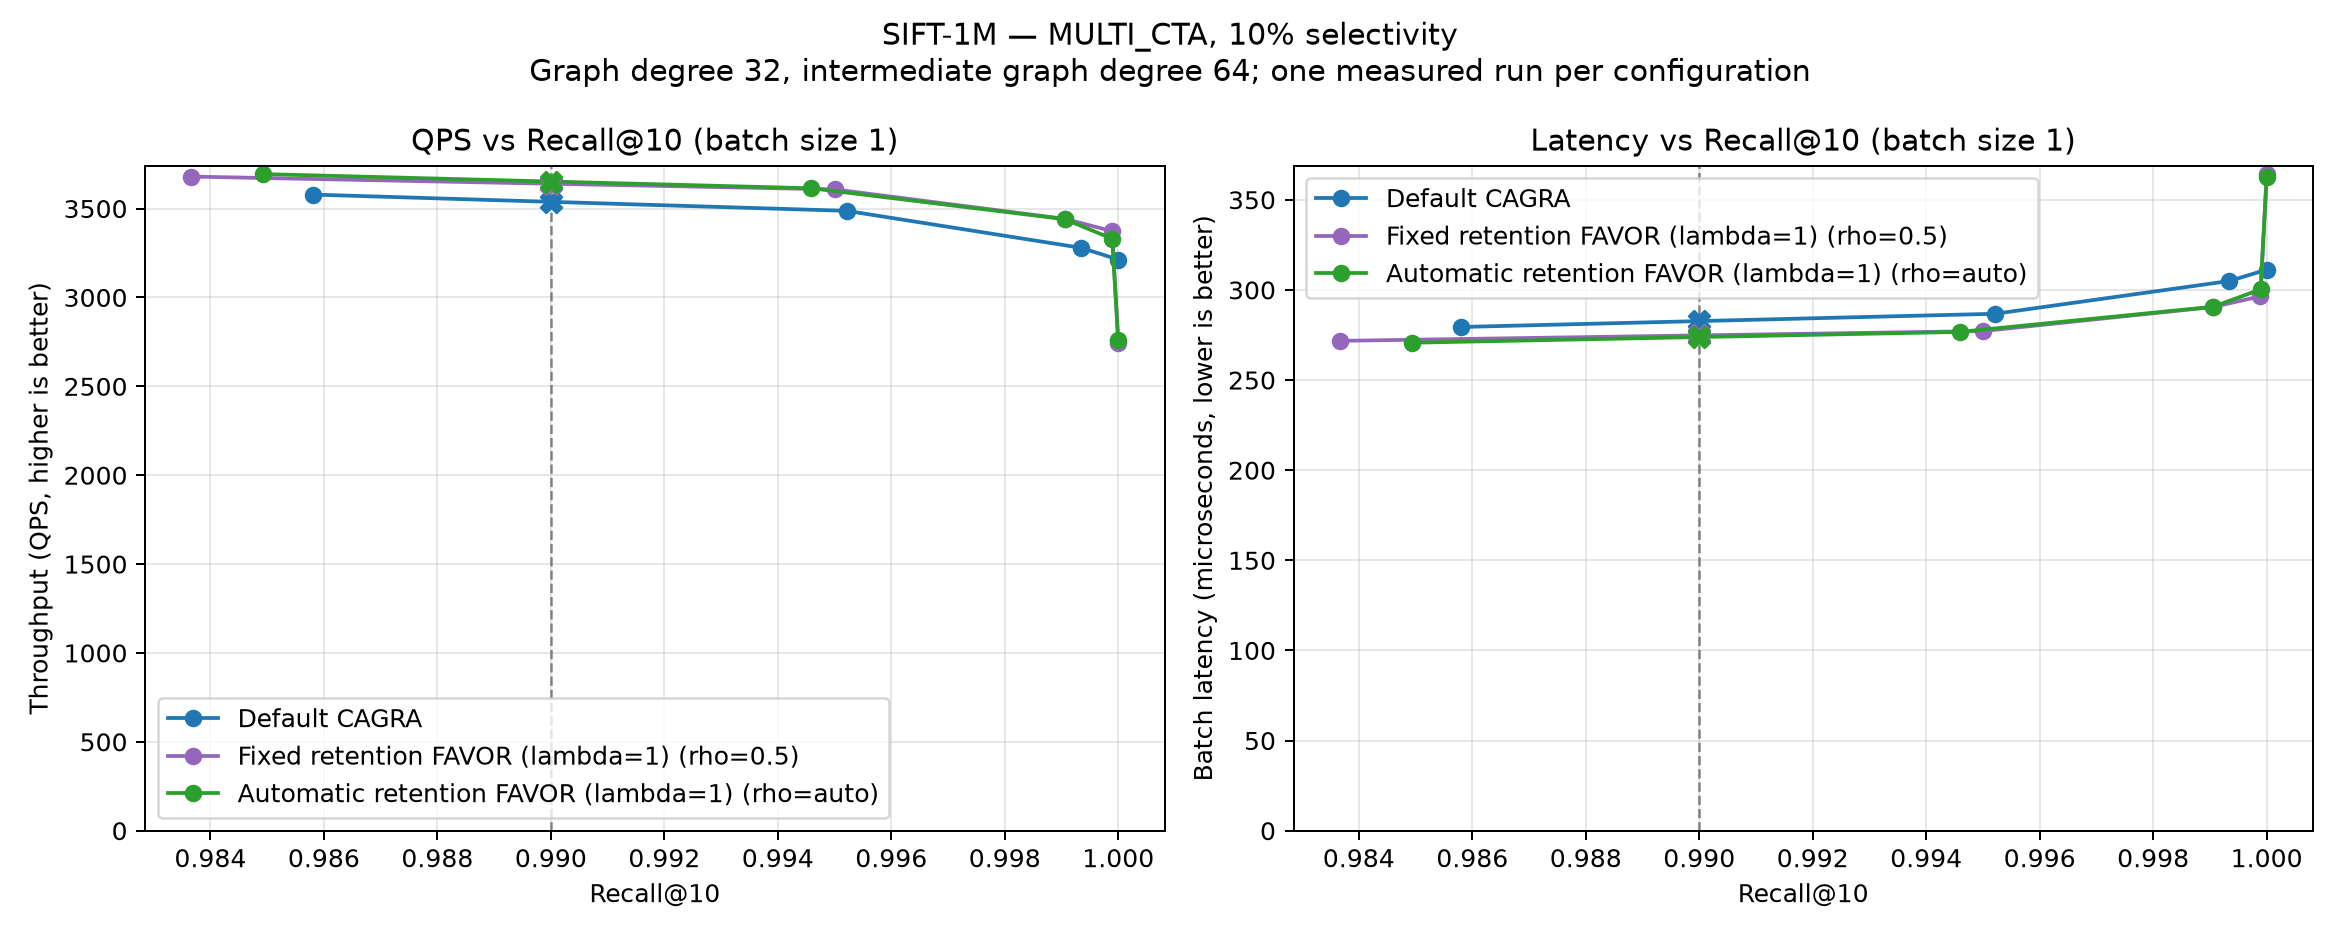 SIFT-1M — MULTI_CTA, 10% selectivity
Graph degree 32, intermediate graph degree 64; one measured run per configuration
QPS vs Recall@10 (batch size 1)
Throughput (QPS, higher is better)
3500
3000
2500
2000
1500
1000
500
0
Default CAGRA
Fixed retention FAVOR (lambda=1) (rho=0.5)
Automatic retention FAVOR (lambda=1) (rho=auto)
0.984 0.986 0.988 0.990 0.992 0.994 0.996 0.998 1.000
Recall@10
Latency vs Recall@10 (batch size 1)
Batch latency (microseconds, lower is better)
350
300
250
200
150
100
50
0
Default CAGRA
Fixed retention FAVOR (lambda=1) (rho=0.5)
Automatic retention FAVOR (lambda=1) (rho=auto)
0.984 0.986 0.988 0.990 0.992 0.994 0.996 0.998 1.000
Recall@10